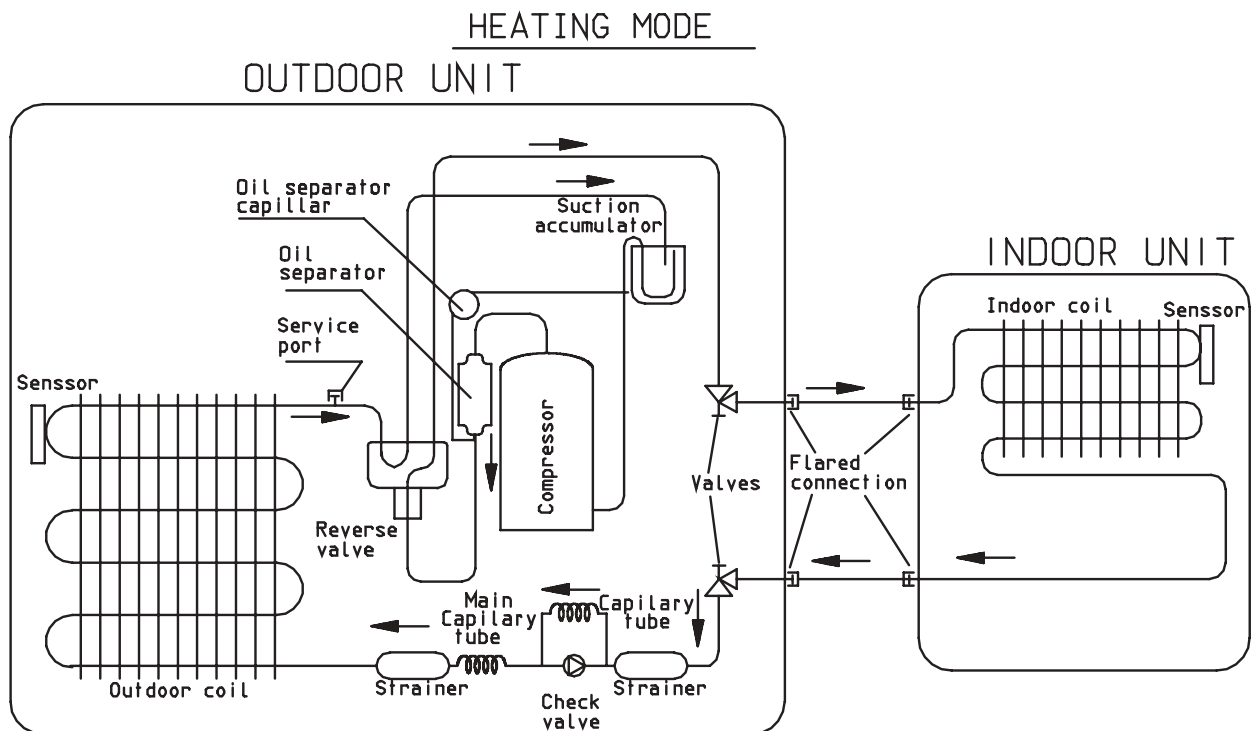 HEATING MODE
OUTDOOR UNIT
Oil separator
capillar
Suction
accumulator
Oil
separator
INDOOR UNIT
Indoor coil
Senssor
Service
port
Senssor
Compressor
Valves
Flared
connection
Reverse
valve
Main
Capilary
tube
Capilary
tube
Outdoor coil
Strainer
Strainer
Check
valve